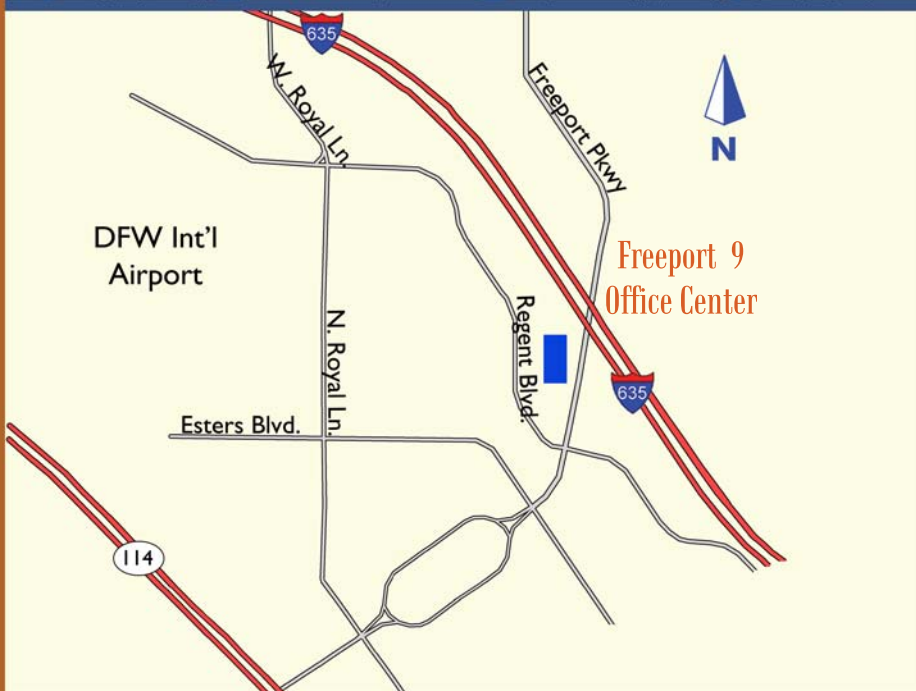 635
W. Royal Ln.
Freeport Pkwy
N
DFW Int'l
Airport
Freeport 9
Office Center
N. Royal Ln.
Regent Blvd.
635
Esters Blvd.
114